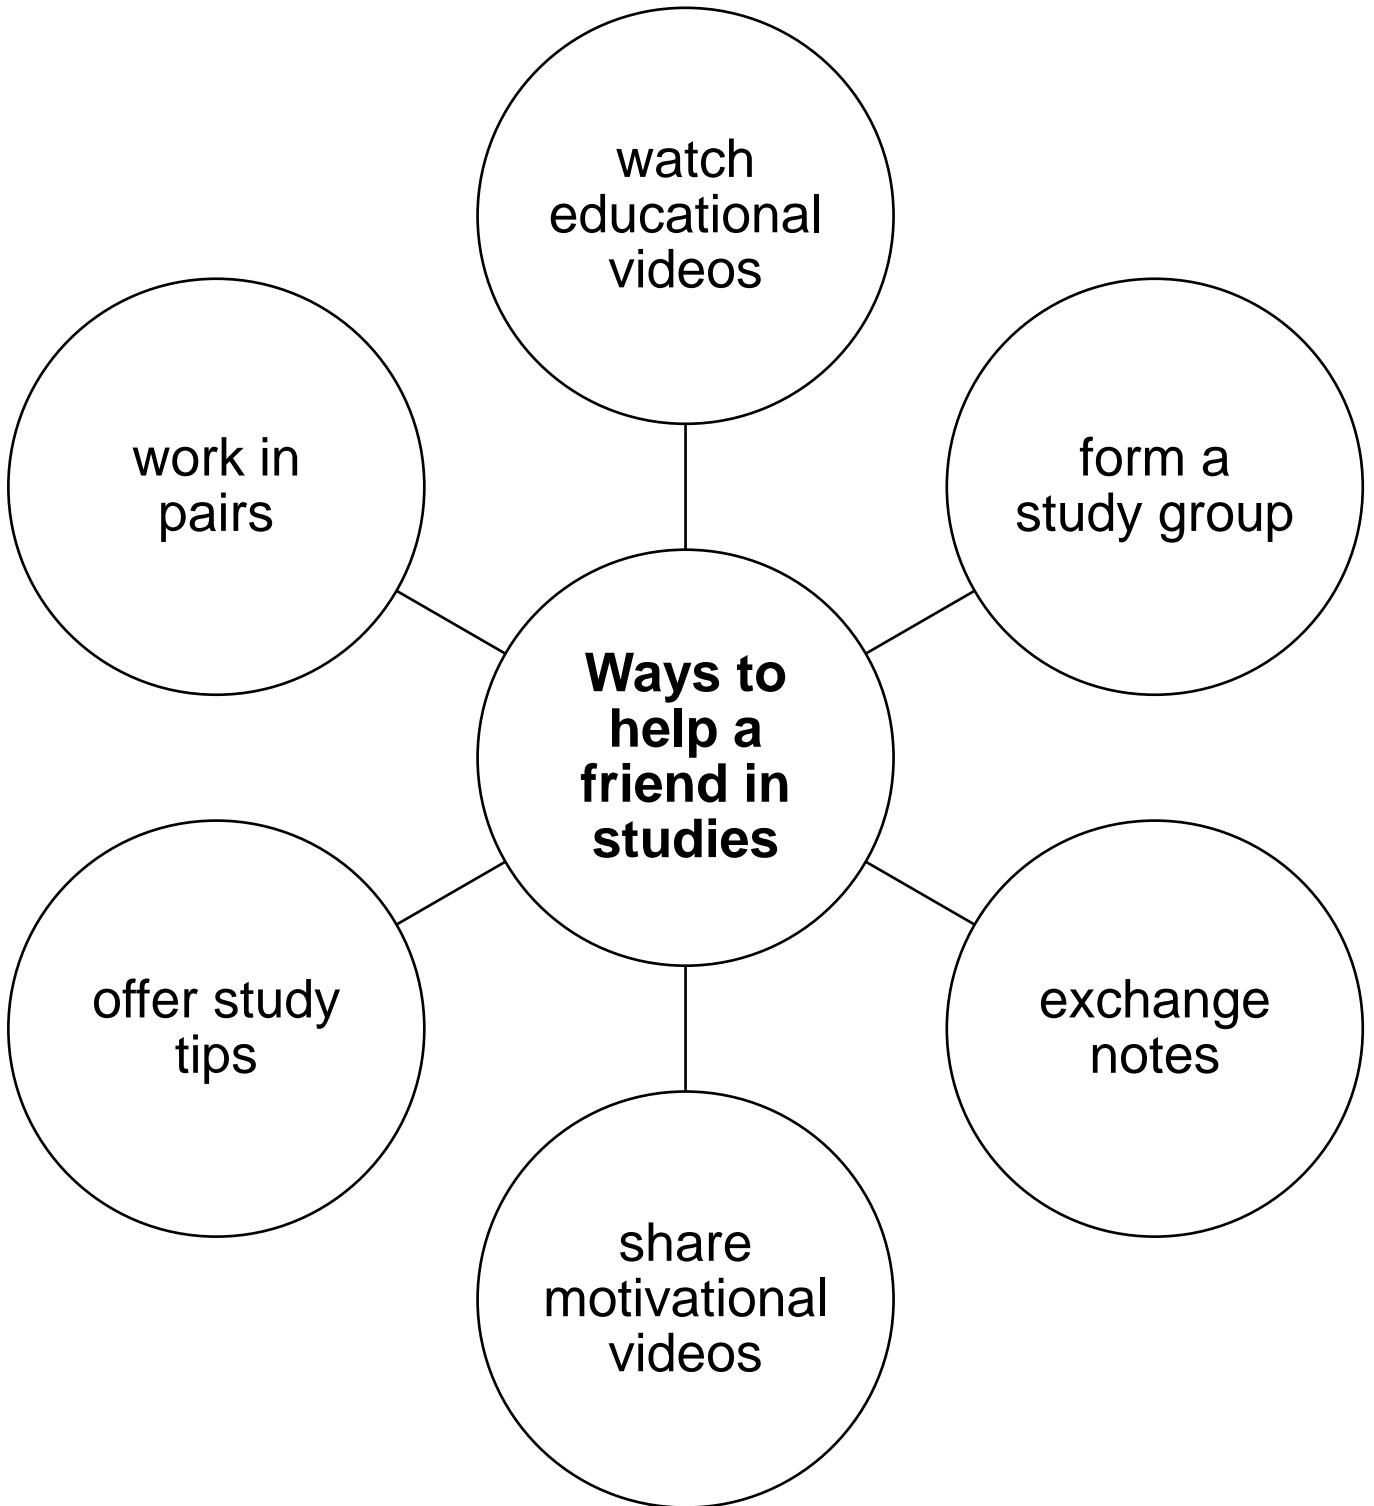 watch
educational
videos
work in
pairs
form a
study group
Ways to
help a
friend in
studies
offer study
tips
exchange
notes
share
motivational
videos